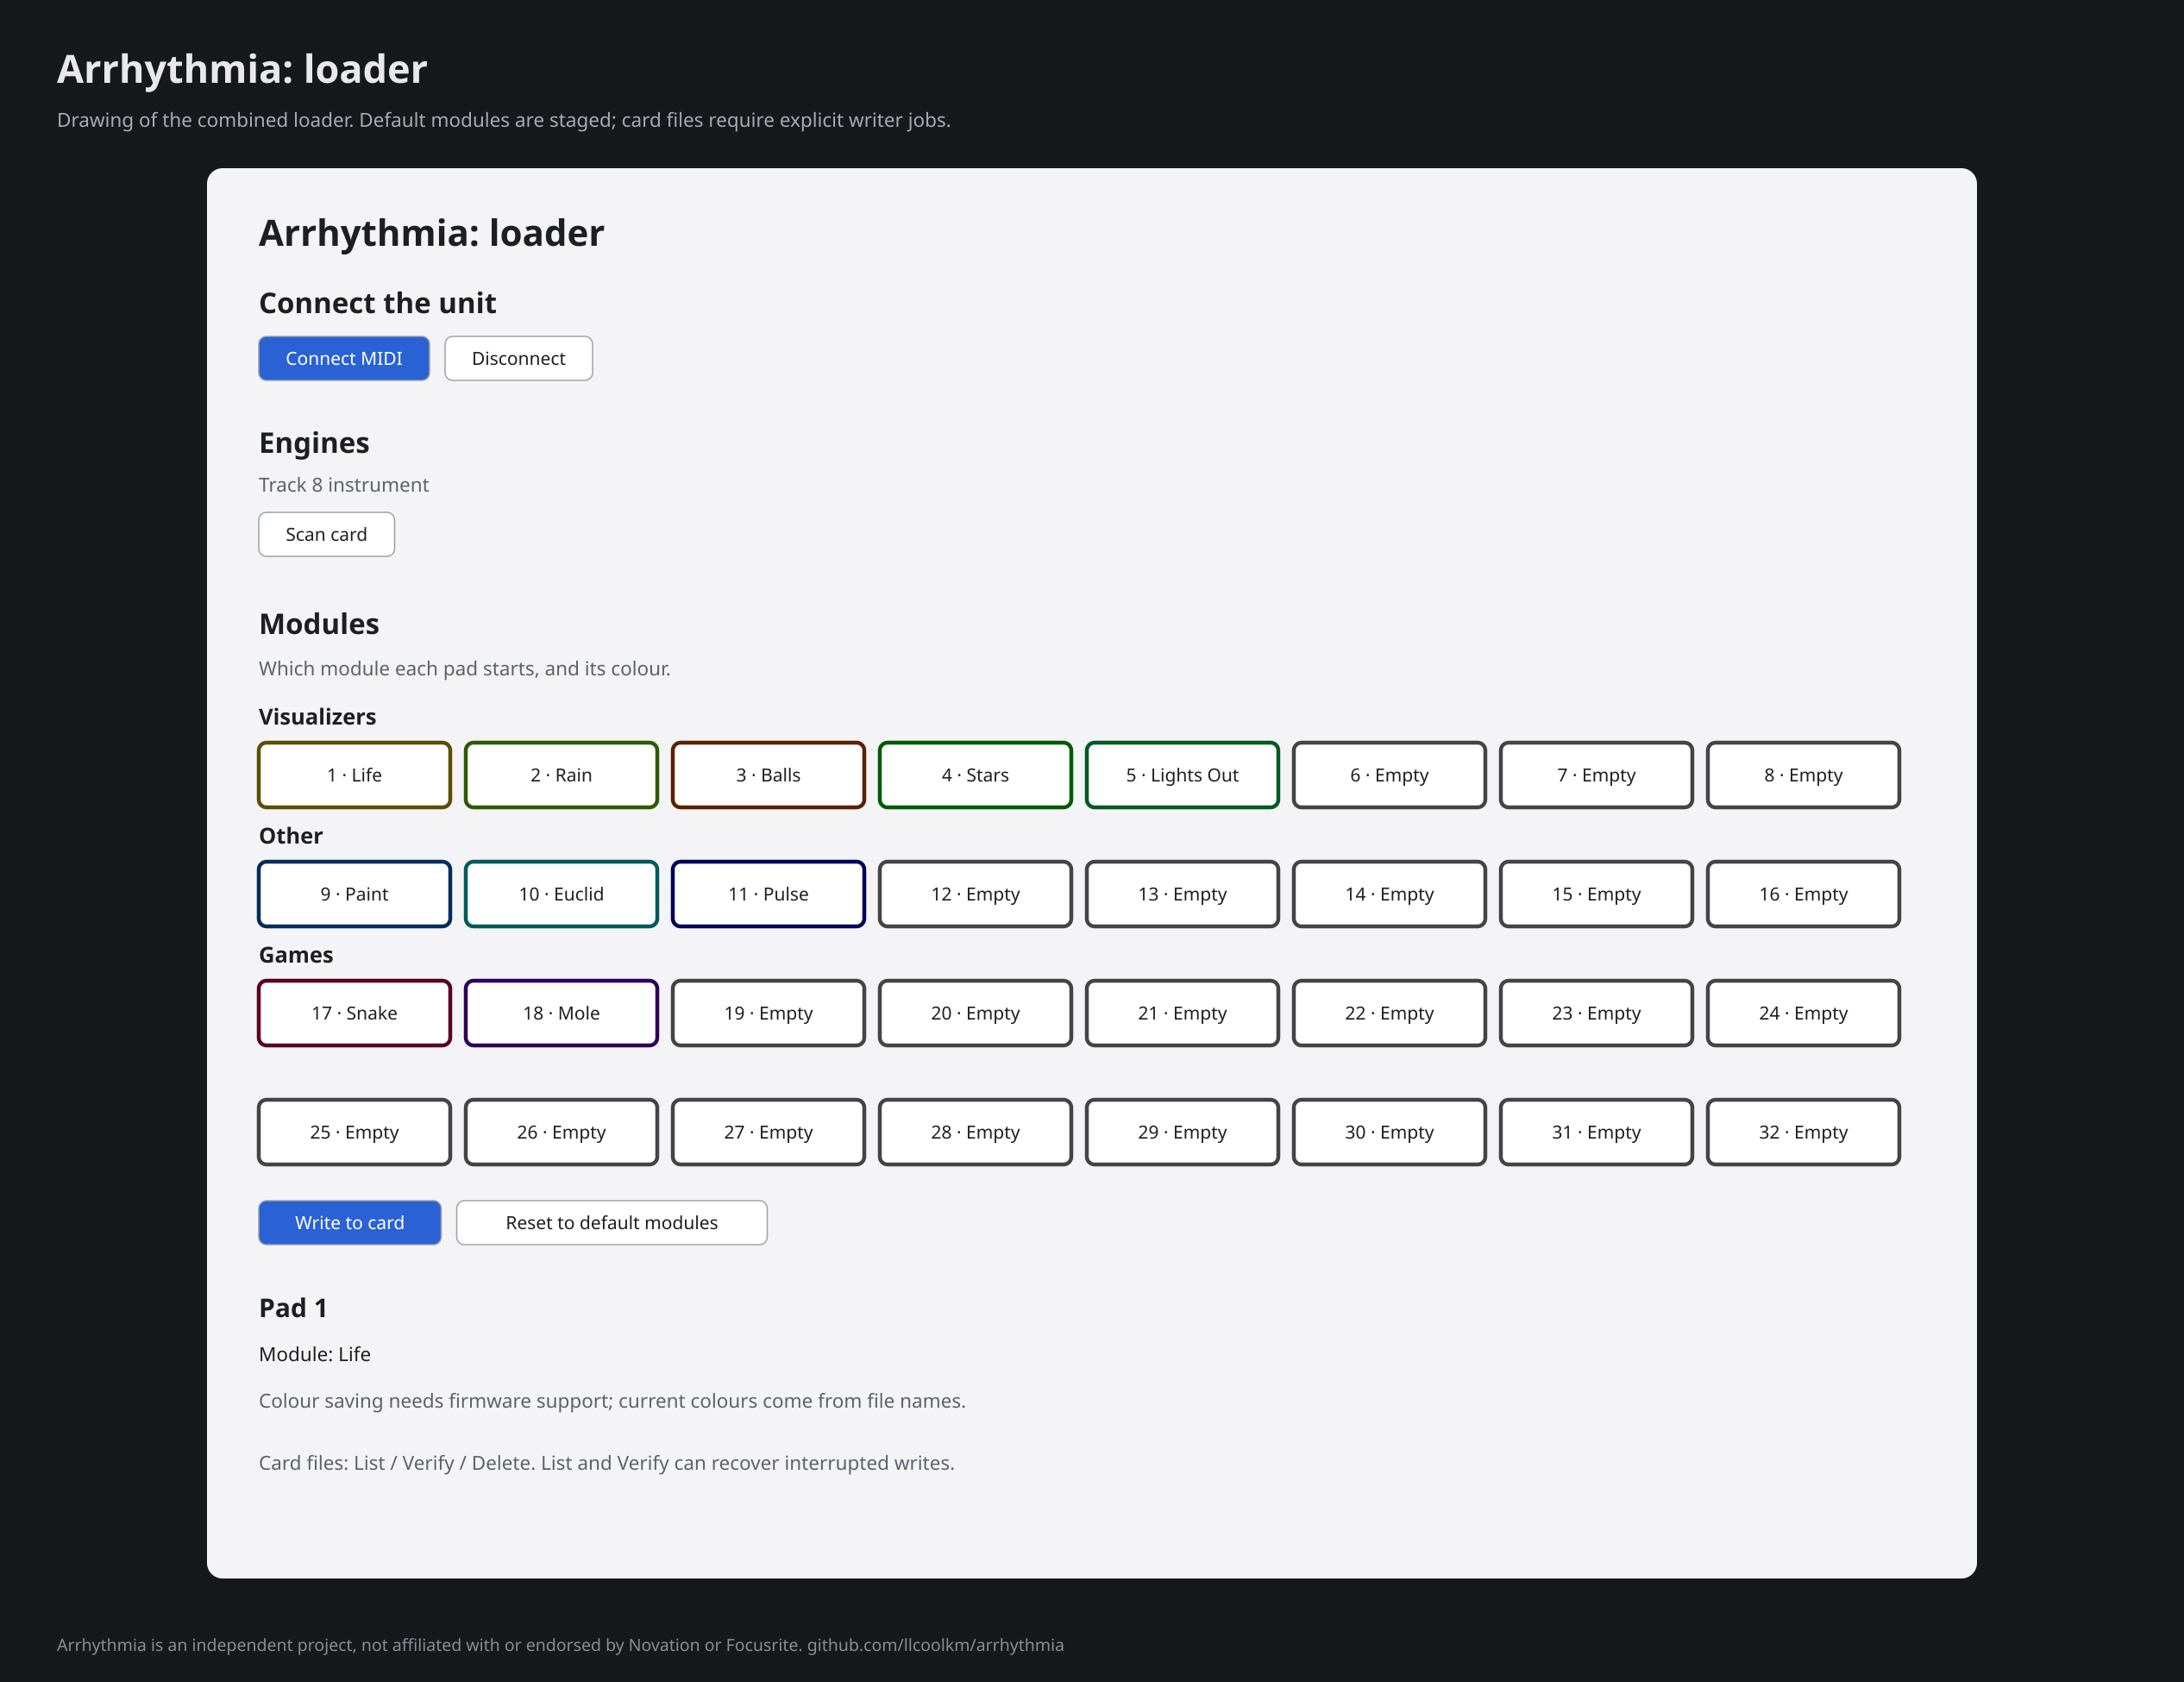 Arrhythmia: loader
Drawing of the combined loader. Default modules are staged; card files require explicit writer jobs.
Arrhythmia: loader
Connect the unit
Connect MIDI Disconnect
Engines
Track 8 instrument
Scan card
Modules
Which module each pad starts, and its colour.
Visualizers
1 · Life 2 · Rain 3 · Balls 4 · Stars 5 · Lights Out 6 · Empty 7 · Empty 8 · Empty
Other
9 · Paint 10 · Euclid 11 · Pulse 12 · Empty 13 · Empty 14 · Empty 15 · Empty 16 · Empty
Games
17 · Snake 18 · Mole 19 · Empty 20 · Empty 21 · Empty 22 · Empty 23 · Empty 24 · Empty
25 · Empty 26 · Empty 27 · Empty 28 · Empty 29 · Empty 30 · Empty 31 · Empty 32 · Empty
Write to card Reset to default modules
Pad 1
Module: Life
Colour saving needs firmware support; current colours come from file names.
Card files: List / Verify / Delete. List and Verify can recover interrupted writes.
Arrhythmia is an independent project, not affiliated with or endorsed by Novation or Focusrite. github.com/llcoolkm/arrhythmia